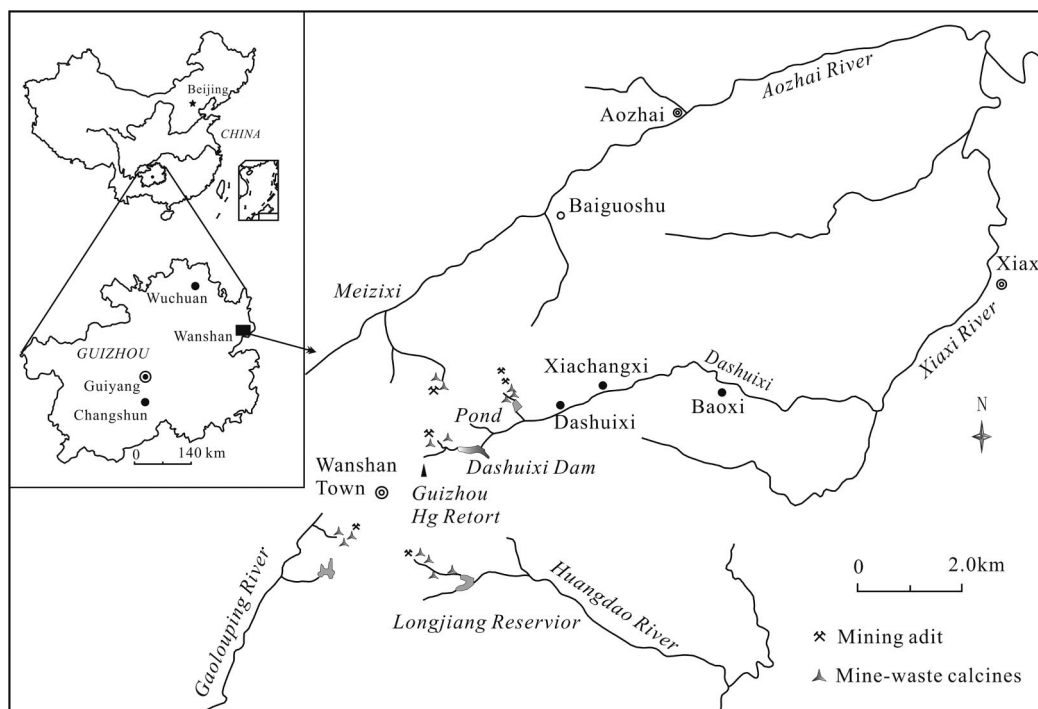 Beijing
CHINA
Wuchuan
Wanshan
GUIZHOU
Guiyang
Changshun
0 140 km
Aozhai River
Aozhai
Baiguoshu
Meizixi
Xiax
Xiaxi River
Xiachangxi
Dashuixi
Baoxi
Pond
Dashuixi
Dashuixi Dam
Wanshan
Town
Guizhou
Hg Retort
N
Gaolouping River
Huangdao River
Longjiang Reservior
0 2.0km
Mining adit
Mine-waste calcines